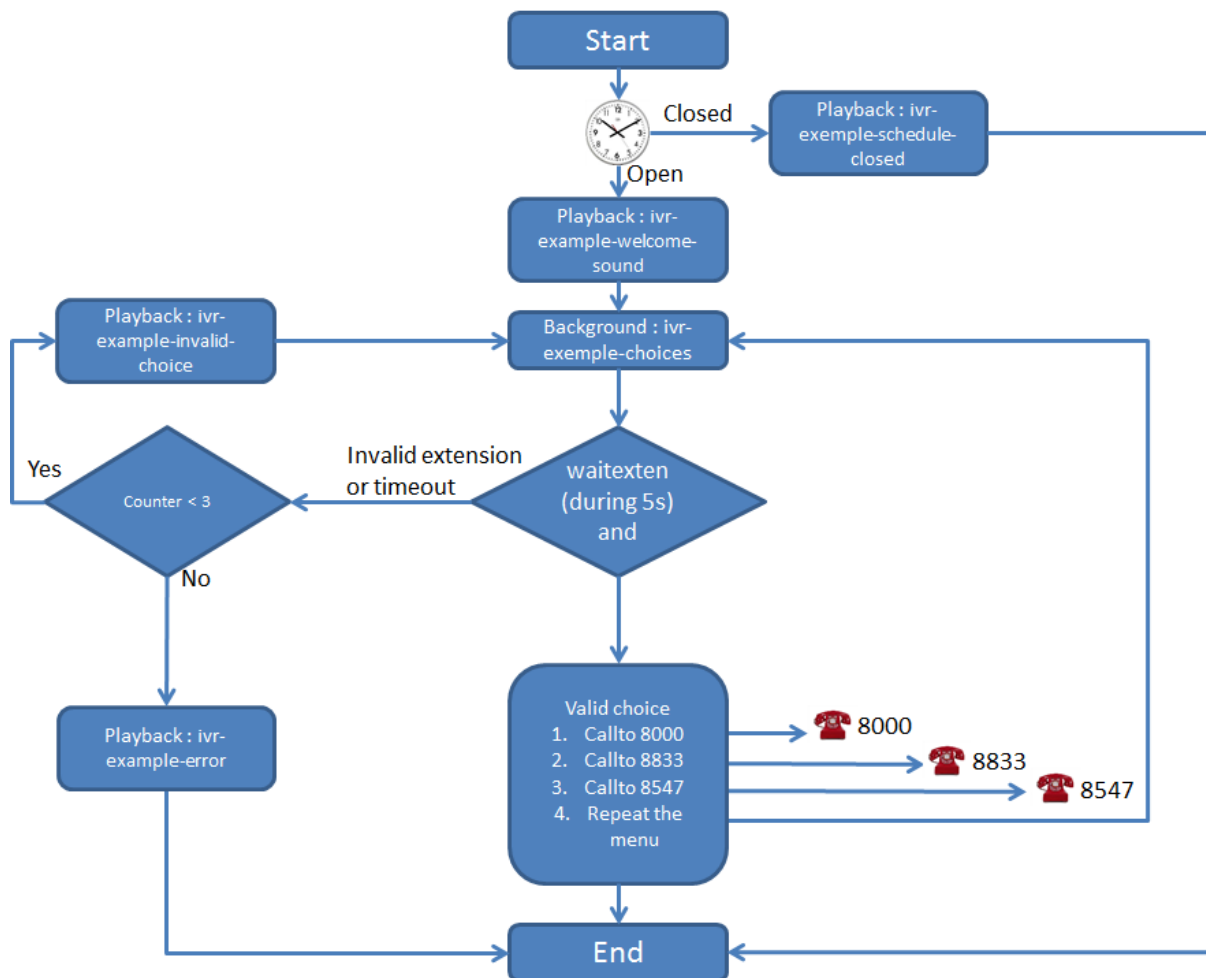 Start
Closed
Playback : ivr-
exemple-schedule-
closed
Open
Playback : ivr-
example-welcome-
sound
Playback : ivr-
example-invalid-
choice
Background : ivr-
exemple-choices
Yes
Counter < 3
Invalid extension
or timeout
waitexten
(during 5s)
and
No
Playback : ivr-
example-error
Valid choice
1. Callto 8000
2. Callto 8833
3. Callto 8547
4. Repeat the
menu
8000
8833
8547
End